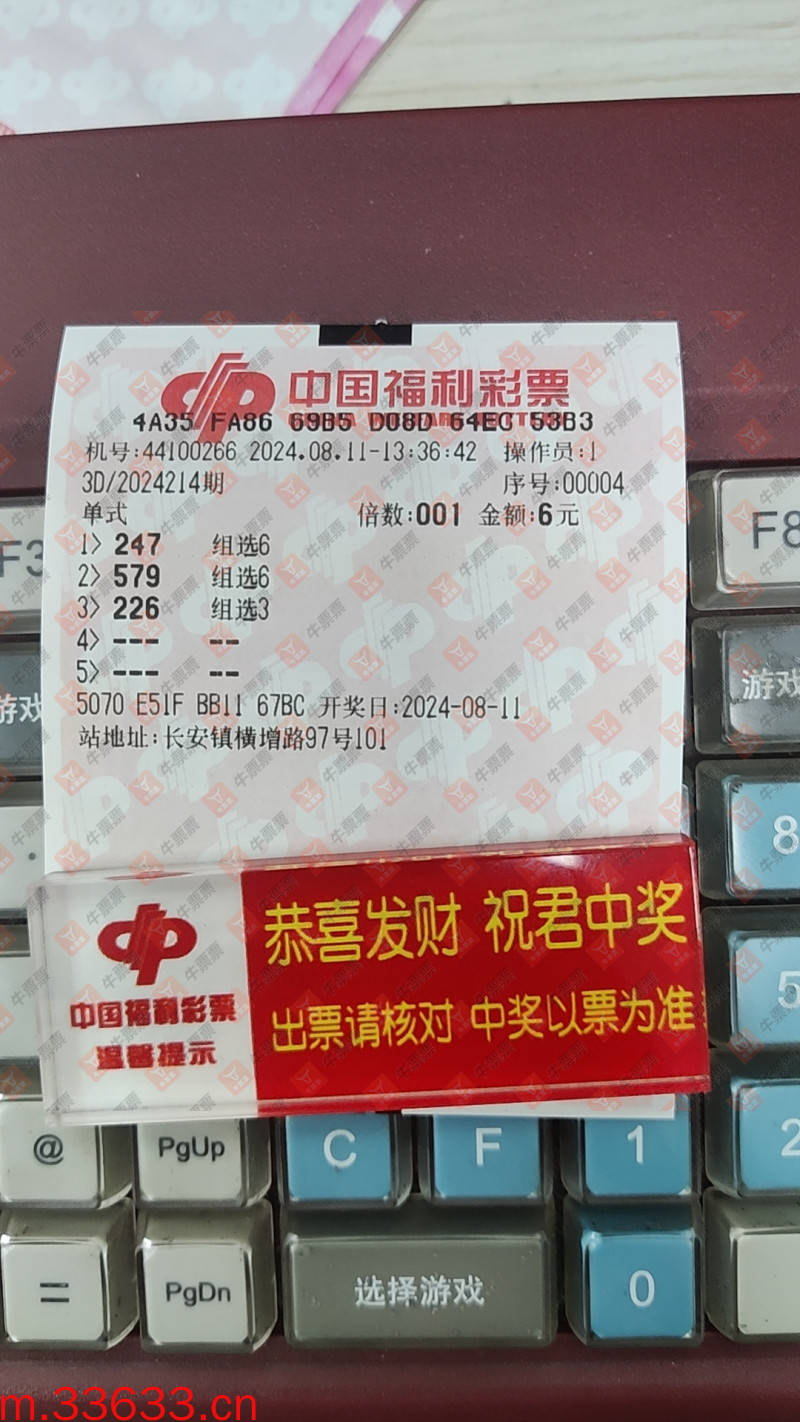 中国福利彩票
4A35 FA86 69B5 D08D 64EC 53B3
机号:44100266 2024.08.11-13:36:42 操作员:1
3D/2024214期 序号:00004
单式 倍数:001 金额:6元
1> 247 组选6
2> 579 组选6
3> 226 组选3
4> --- --
5> --- --
5070 E51F BB11 67BC 开奖日:2024-08-11
站地址:长安镇横增路97号101
恭喜发财 祝君中奖
中国福利彩票
温馨提示
出票请核对 中奖以票为准
F3
F8
游戏
游戏
8
5
@
PgUp
C
F
1
2
=
PgDn
选择游戏
0
牛票票
m.33633.cn